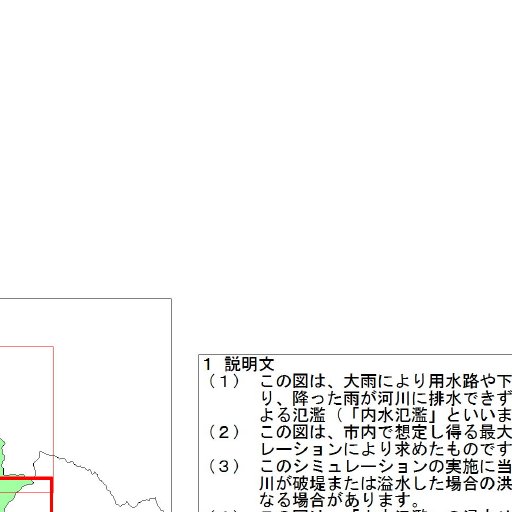 1 説明文
(1) この図は、大雨により用水路や下
り、降った雨が河川に排水できず
よる氾濫(「内水氾濫」といいま
(2) この図は、市内で想定し得る最大
レーションにより求めたものです
(3) このシミュレーションの実施に当
川が破堤または溢水した場合の洪
なる場合があります。